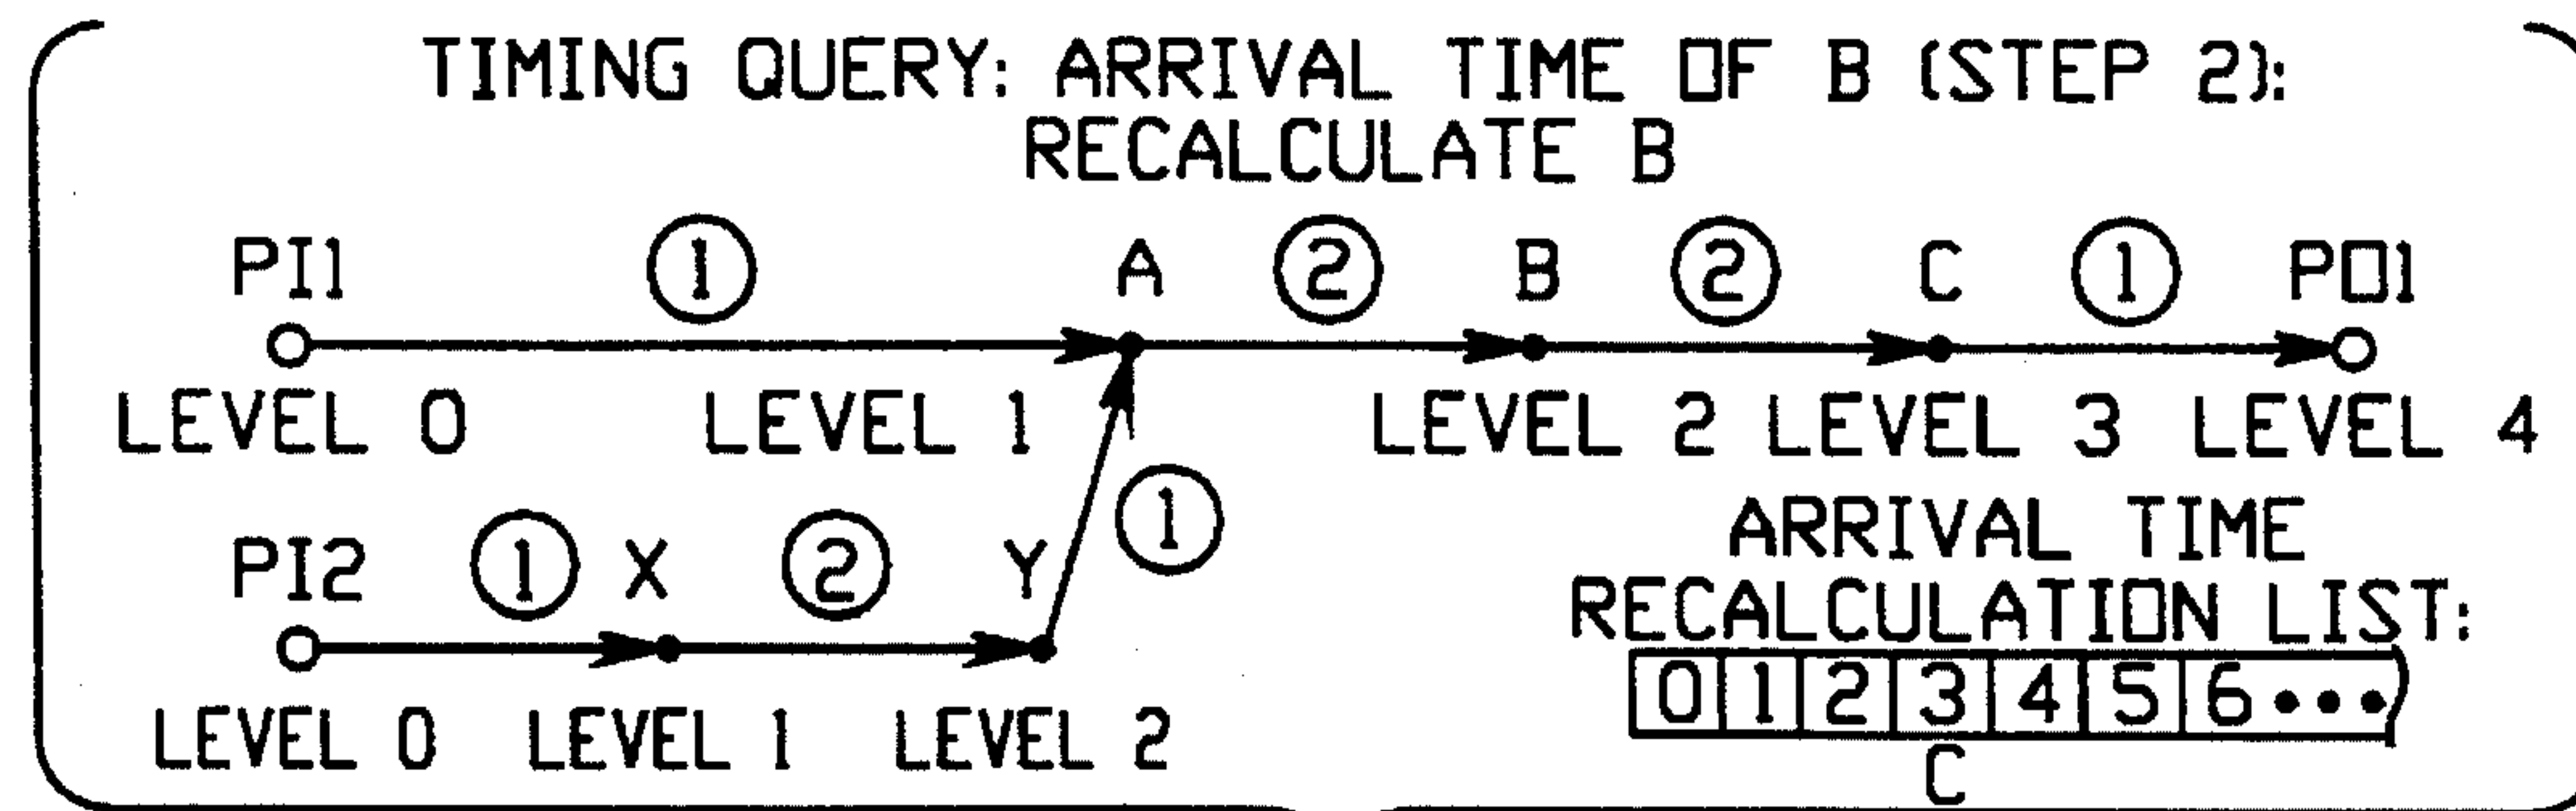 TIMING QUERY: ARRIVAL TIME OF B (STEP 2):
RECALCULATE B
PI1 1 A 2 B 2 C 1 PO1
LEVEL 0 LEVEL 1 LEVEL 2 LEVEL 3 LEVEL 4
1
PI2 1 X 2 Y
LEVEL 0 LEVEL 1 LEVEL 2
ARRIVAL TIME
RECALCULATION LIST:
0 1 2 3 4 5 6 •••
C